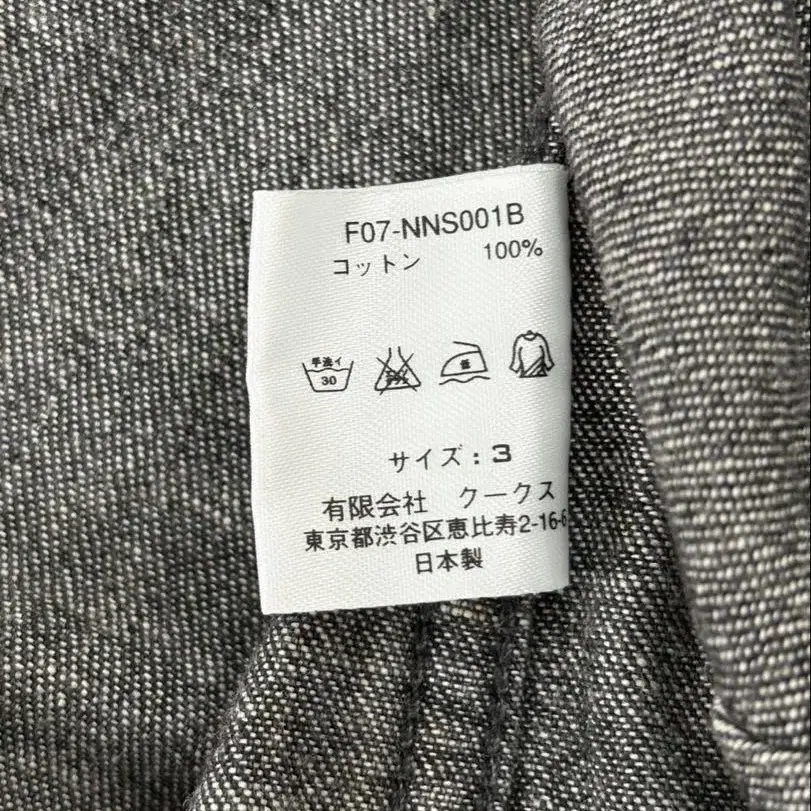 F07-NNS001B
コットン 100%
手洗イ
30
サイズ:3
有限会社 クークス
東京都渋谷区恵比寿2-16-6
日本製